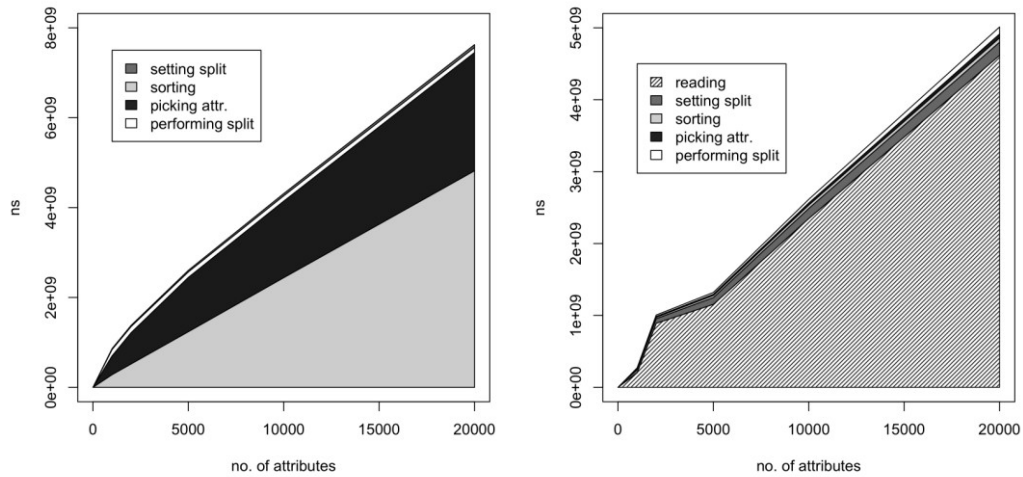 8e+09
6e+09
4e+09
2e+09
0e+00
ns
setting split
sorting
picking attr.
performing split
0
5000
10000
15000
20000
no. of attributes
5e+09
4e+09
3e+09
2e+09
1e+09
0e+00
ns
reading
setting split
sorting
picking attr.
performing split
0
5000
10000
15000
20000
no. of attributes